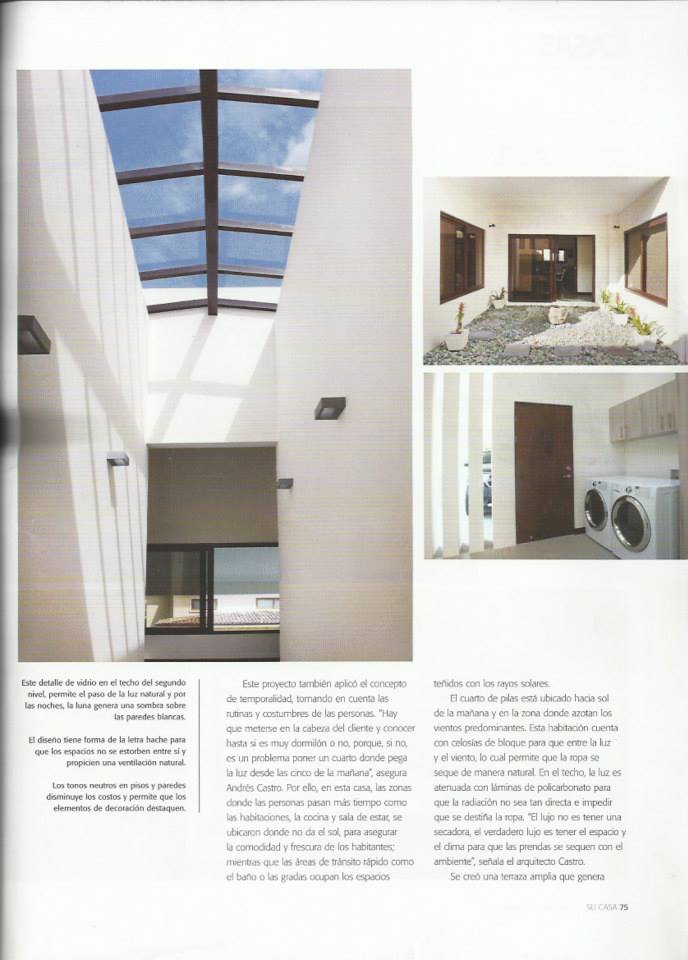 Este detalle de vidrio en el techo del segundo
nivel, permite el paso de la luz natural y por
las noches, la luna genera una sombra sobre
las paredes blancas.
El diseño tiene forma de la letra hache para
que los espacios no se estorben entre sí y
propicien una ventilación natural.
Los tonos neutros en pisos y paredes
disminuye los costos y permite que los
elementos de decoración destaquen.
Este proyecto también aplicó el concepto
de temporalidad, tomando en cuenta las
rutinas y costumbres de las personas. "Hay
que meterse en la cabeza del cliente y conocer
hasta si es muy dormilón o no, porque, si no,
es un problema poner un cuarto donde pega
la luz desde las cinco de la mañana", asegura
Andrés Castro. Por ello, en esta casa, las zonas
donde las personas pasan más tiempo como
las habitaciones, la cocina y sala de estar, se
ubicaron donde no da el sol, para asegurar
la comodidad y frescura de los habitantes;
mientras que las áreas de tránsito rápido como
el baño o las gradas ocupan los espacios
teñidos con los rayos solares.
El cuarto de pilas está ubicado hacia sol
de la mañana y en la zona donde azotan los
vientos predominantes. Esta habitación cuenta
con celosías de bloque para que entre la luz
y el viento, lo cual permite que la ropa se
seque de manera natural. En el techo, la luz es
atenuada con láminas de policarbonato para
que la radiación no sea tan directa e impedir
que se destiña la ropa. "El lujo no es tener una
secadora, el verdadero lujo es tener el espacio y
el clima para que las prendas se sequen con el
ambiente", señala el arquitecto Castro.
Se creó una terraza amplia que genera
SU CASA 75